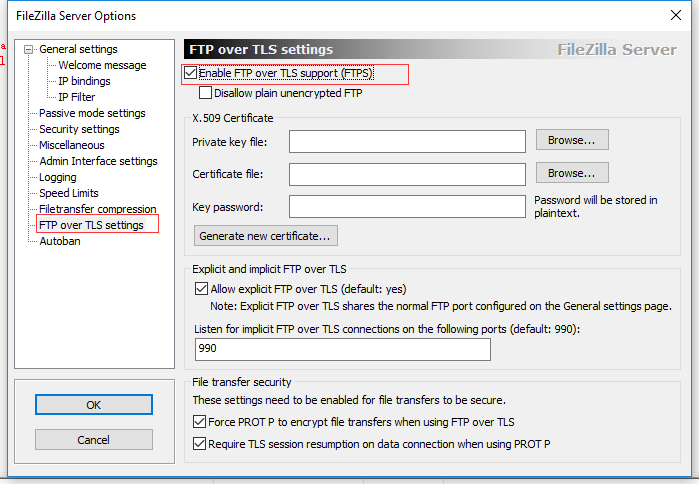 FileZilla Server Options
a
l
General settings
Welcome message
IP bindings
IP Filter
Passive mode settings
Security settings
Miscellaneous
Admin Interface settings
Logging
Speed Limits
Filetransfer compression
FTP over TLS settings
Autoban
OK
Cancel
FTP over TLS settings
FileZilla Server
Enable FTP over TLS support (FTPS)
Disallow plain unencrypted FTP
X.509 Certificate
Private key file: Browse...
Certificate file: Browse...
Key password: Password will be stored in
plaintext.
Generate new certificate...
Explicit and implicit FTP over TLS
Allow explicit FTP over TLS (default: yes)
Note: Explicit FTP over TLS shares the normal FTP port configured on the General settings page.
Listen for implicit FTP over TLS connections on the following ports (default: 990):
990
File transfer security
These settings need to be enabled for file transfers to be secure.
Force PROT P to encrypt file transfers when using FTP over TLS
Require TLS session resumption on data connection when using PROT P